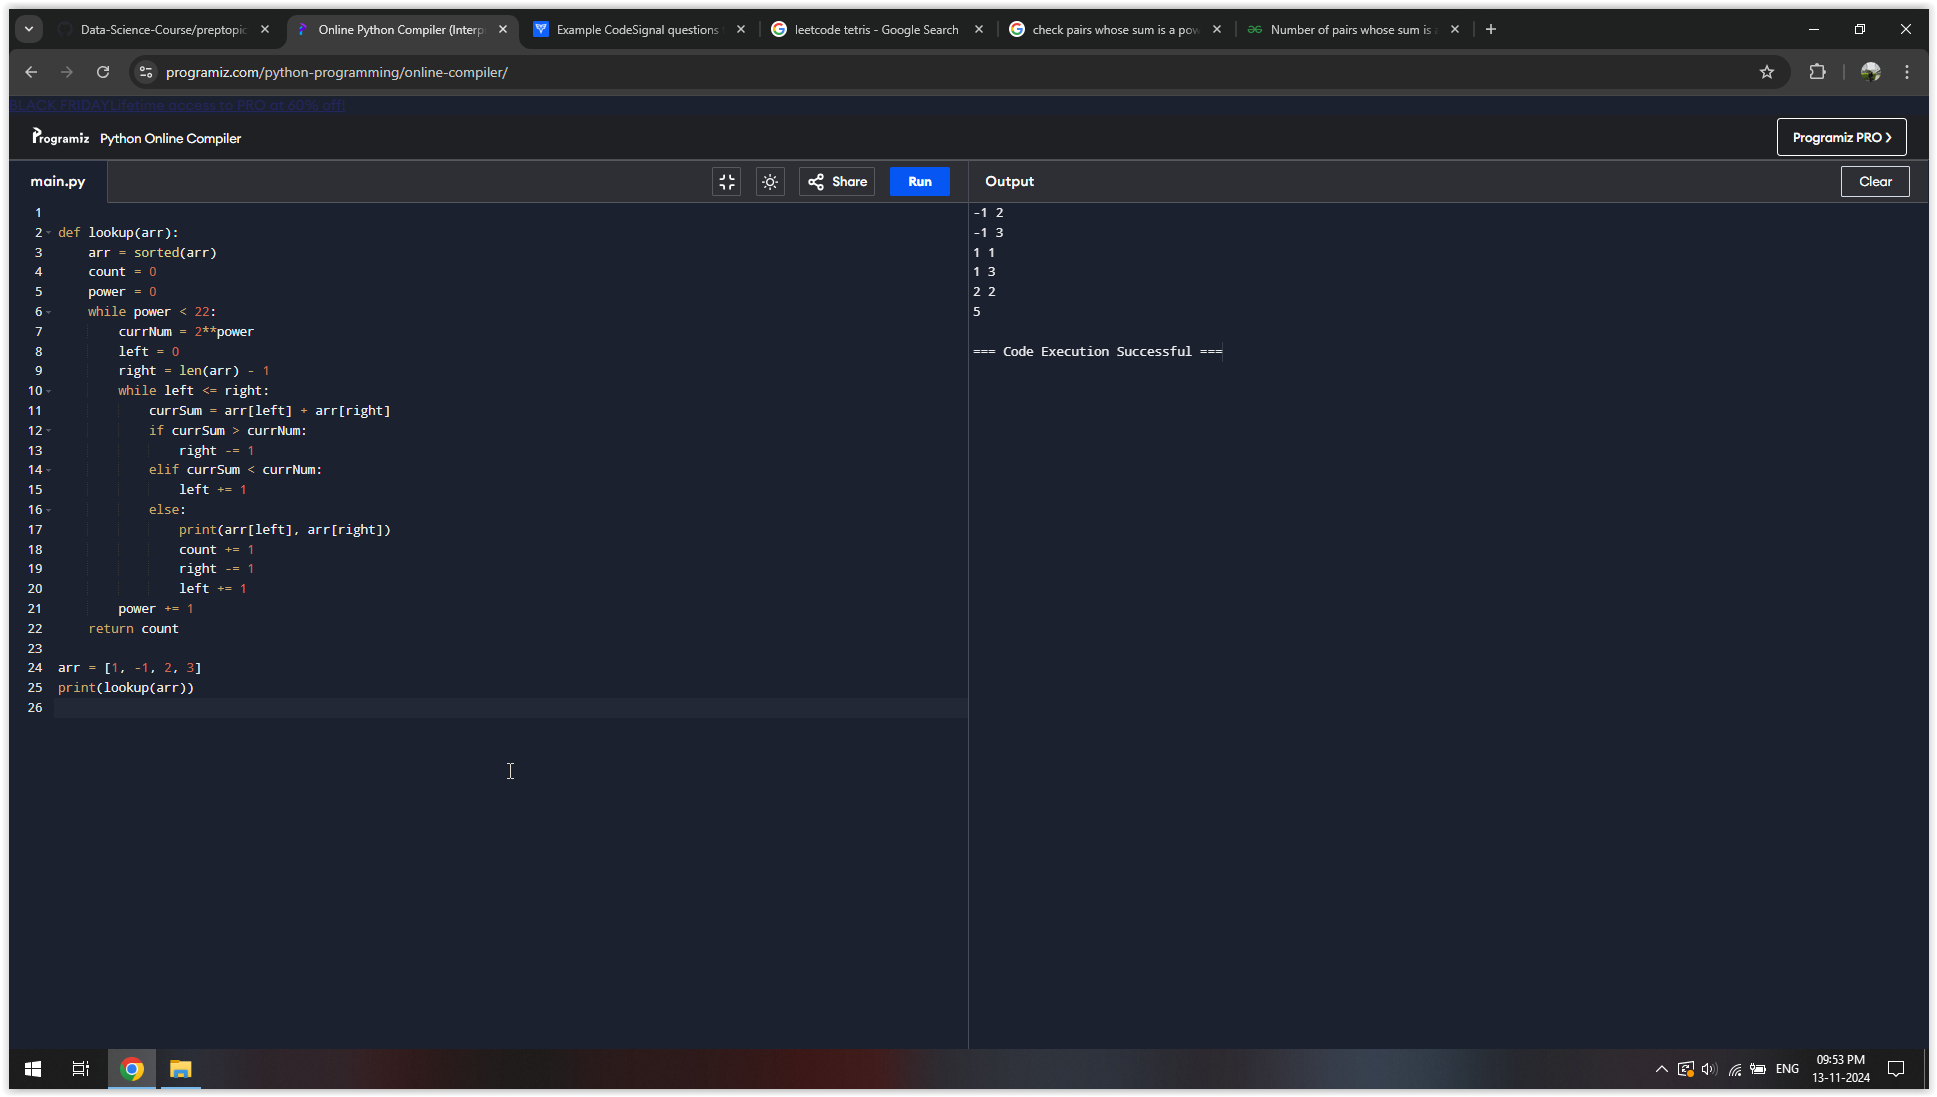 Data-Science-Course/preptopic
Online Python Compiler (Interp
Example CodeSignal questions
leetcode tetris - Google Search
check pairs whose sum is a pow
Number of pairs whose sum is a
programiz.com/python-programming/online-compiler/
BLACK FRIDAY Lifetime access to PRO at 60% off!
Programiz Python Online Compiler
Programiz PRO
main.py
Share
Run
Output
Clear
1
2 def lookup(arr):
3     arr = sorted(arr)
4     count = 0
5     power = 0
6     while power < 22:
7         currNum = 2**power
8         left = 0
9         right = len(arr) - 1
10         while left <= right:
11             currSum = arr[left] + arr[right]
12             if currSum > currNum:
13                 right -= 1
14             elif currSum < currNum:
15                 left += 1
16             else:
17                 print(arr[left], arr[right])
18                 count += 1
19                 right -= 1
20                 left += 1
21         power += 1
22     return count
23
24 arr = [1, -1, 2, 3]
25 print(lookup(arr))
26
-1 2
-1 3
1 1
1 3
2 2
5
=== Code Execution Successful ===
ENG
09:53 PM
13-11-2024